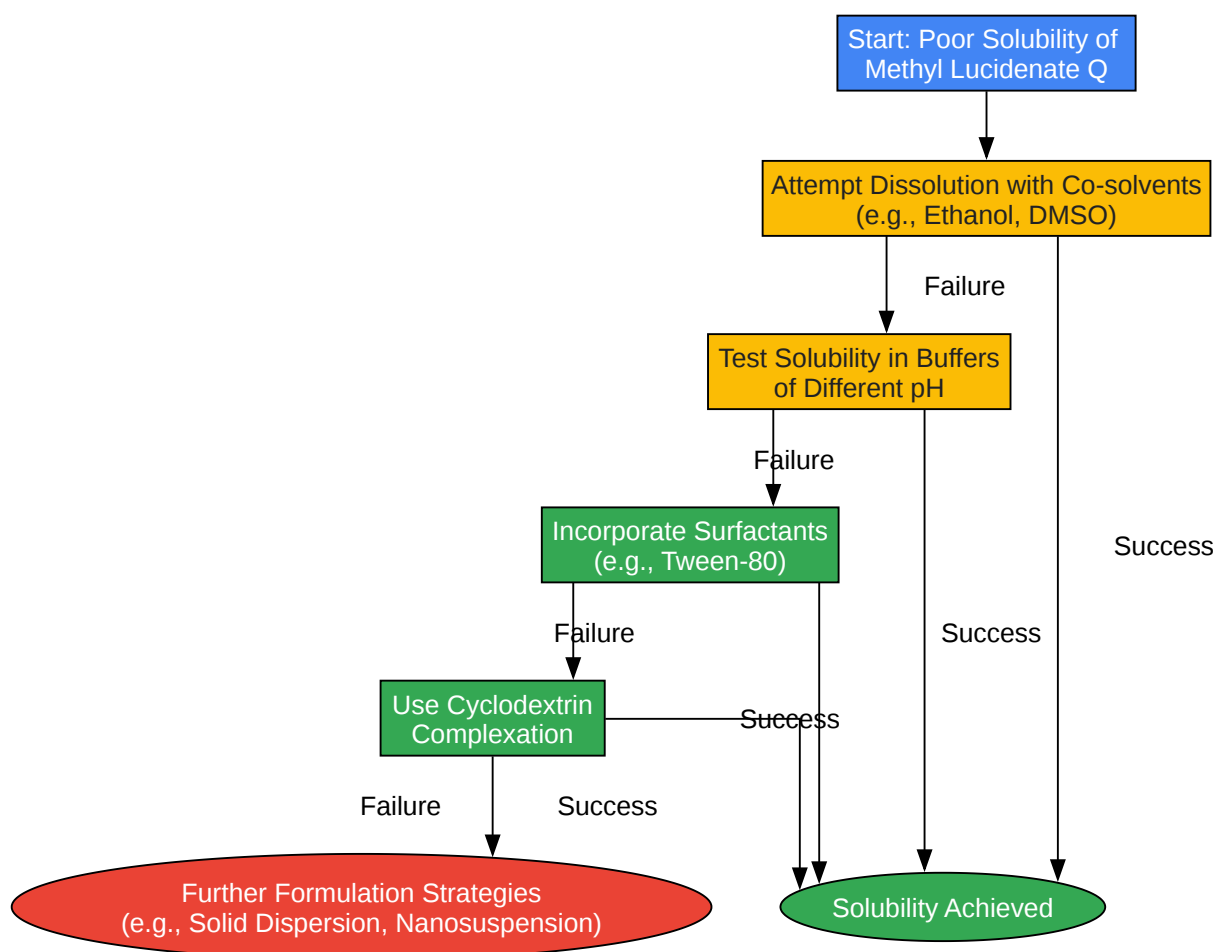 Start: Poor Solubility of
Methyl Lucidenate Q
Attempt Dissolution with Co-solvents
(e.g., Ethanol, DMSO)
Failure
Test Solubility in Buffers
of Different pH
Failure
Incorporate Surfactants
(e.g., Tween-80)
Success
Failure
Success
Use Cyclodextrin
Complexation
Success
Failure
Success
Further Formulation Strategies
(e.g., Solid Dispersion, Nanosuspension)
Solubility Achieved